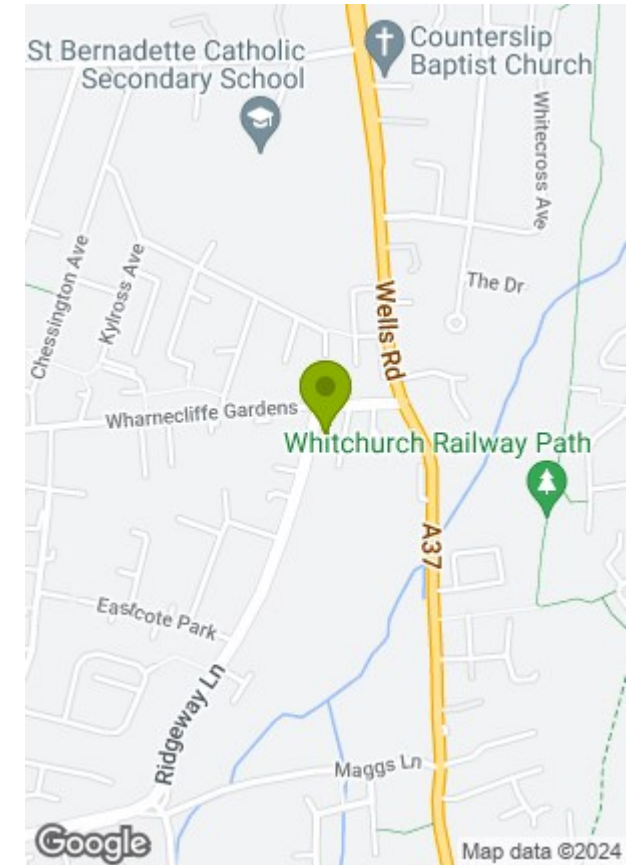 St Bernadette Catholic
Secondary School
Counterslip
Baptist Church
Whitecross Ave
Chessington Ave
Kylross Ave
The Dr
Wells Rd
Wharnecliffe Gardens
Whitchurch Railway Path
A37
Eastcote Park
Ridgeway Ln
Maggs Ln
Google
Map data ©2024